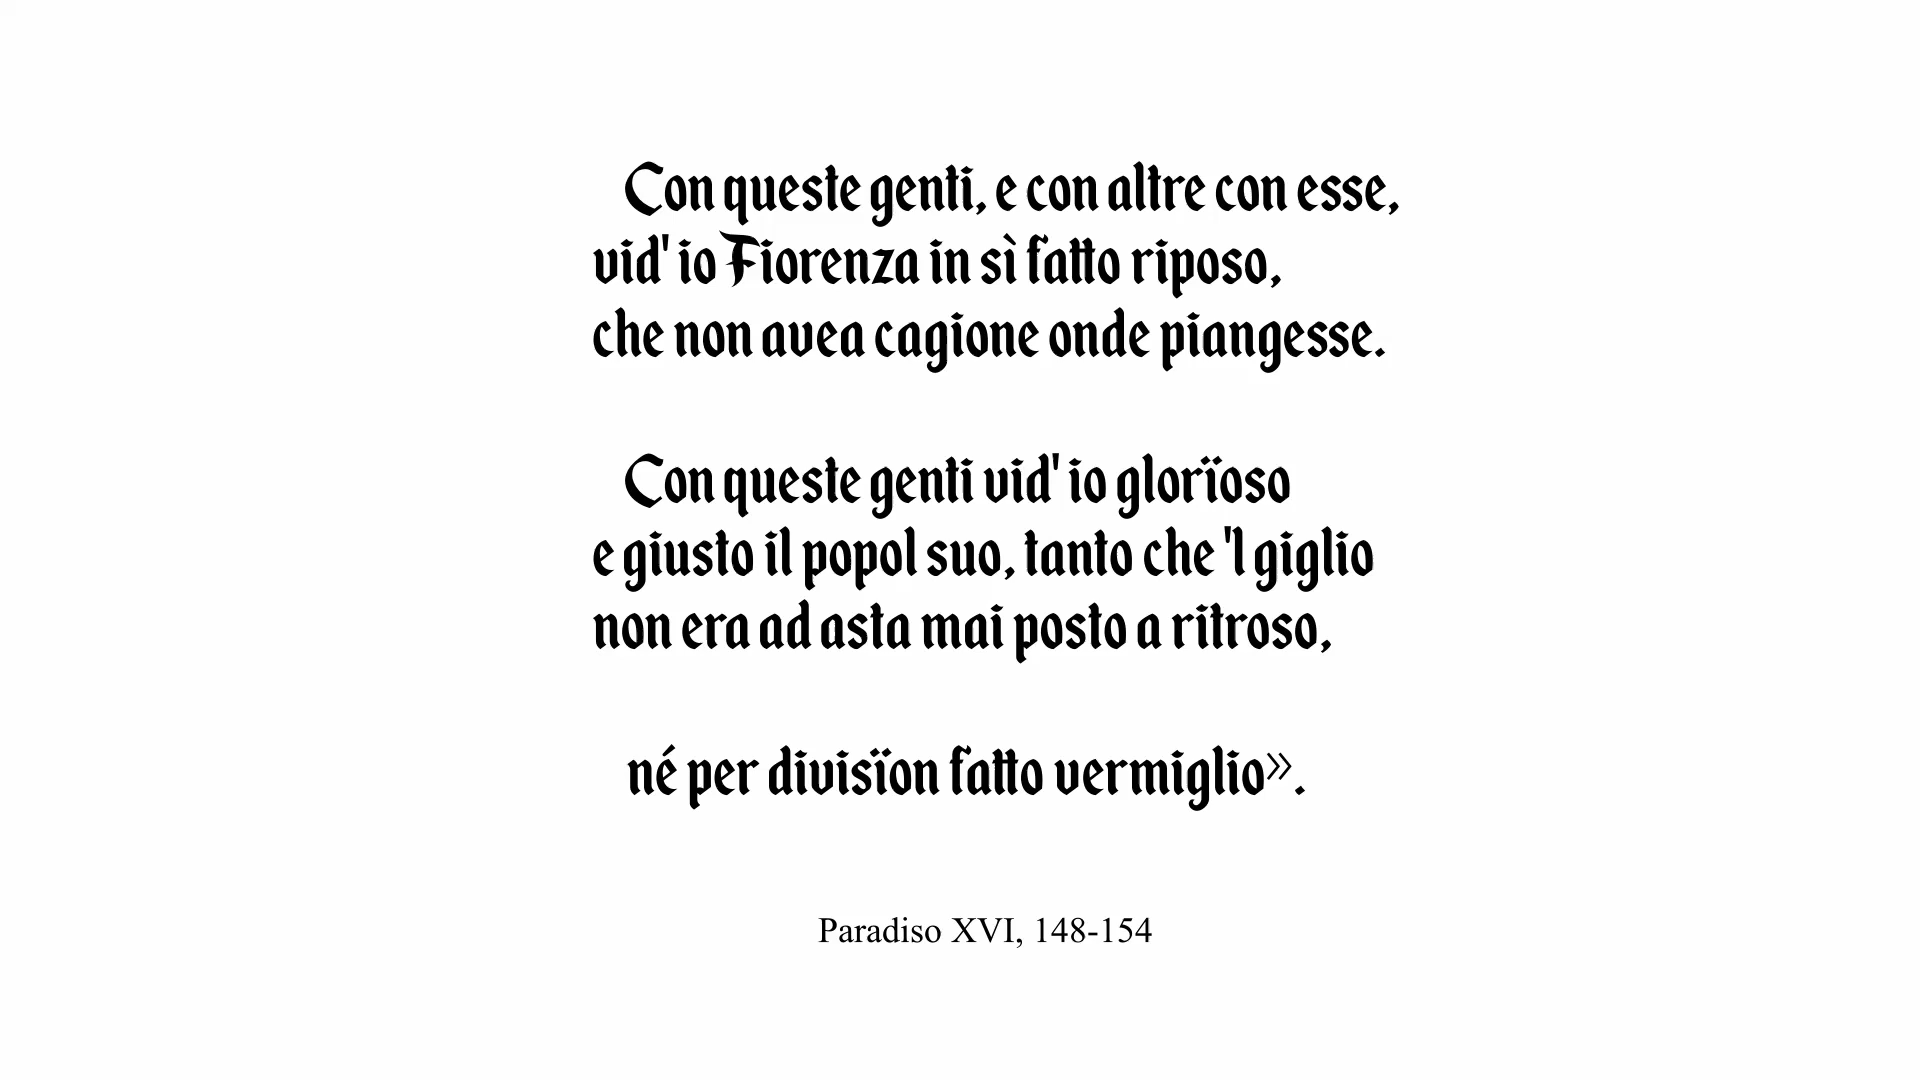 Con queste genti, e con altre con esse,
vid' io Fiorenza in sì fatto riposo,
che non avea cagione onde piangesse.
Con queste genti vid' io glorïoso
e giusto il popol suo, tanto che 'l giglio
non era ad asta mai posto a ritroso,
né per divisïon fatto vermiglio».
Paradiso XVI, 148-154